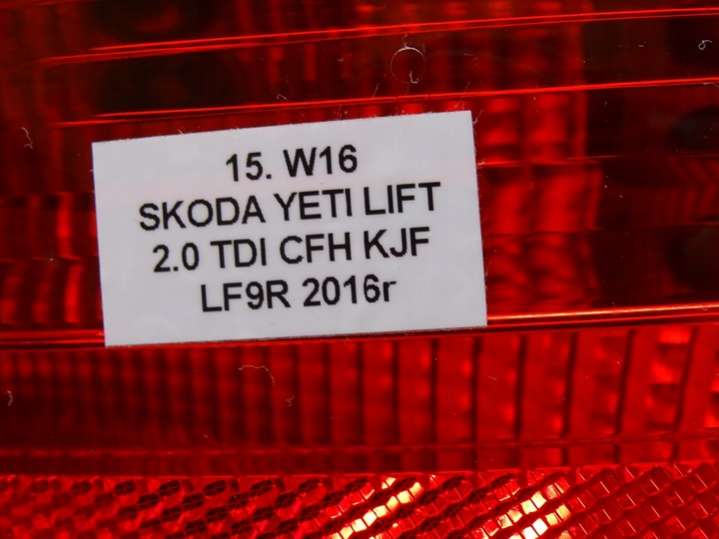 15. W16
SKODA YETI LIFT
2.0 TDI CFH KJF
LF9R 2016r